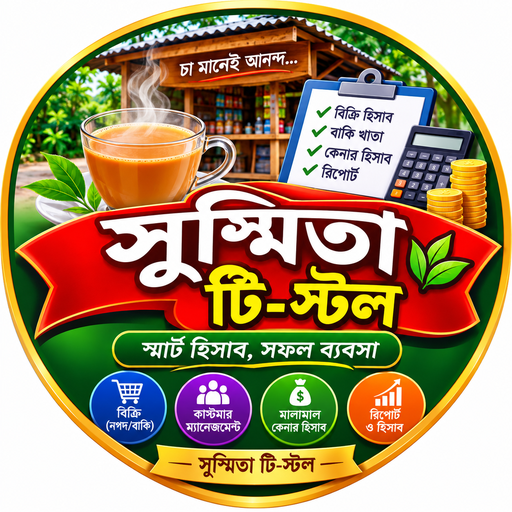 চা মানেই আনন্দ...
বিক্রি হিসাব
বাকি খাতা
কেনার হিসাব
রিপোর্ট
সুস্মিতা
টি-স্টল
স্মার্ট হিসাব, সফল ব্যবসা
বিক্রি
(নগদ/বাকি)
কাস্টমার
ম্যানেজমেন্ট
মালামাল
কেনার হিসাব
রিপোর্ট
ও হিসাব
সুস্মিতা টি-স্টল